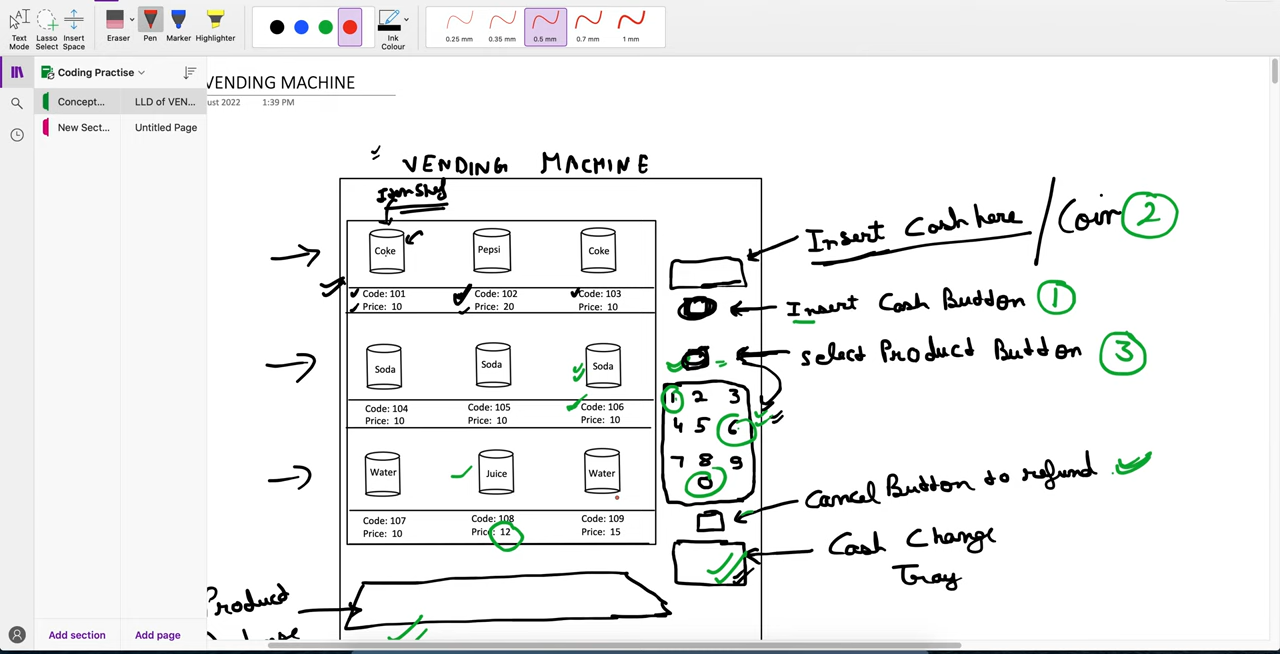 Text Mode
Lasso Select
Insert Space
Eraser
Pen
Marker
Highlighter
Ink Colour
0.25 mm
0.35 mm
0.5 mm
0.7 mm
1 mm
Coding Practise
Concept...
LLD of VEN...
New Sect...
Untitled Page
VENDING MACHINE
ust 2022 1:39 PM
VENDING MACHINE
Item Shelf
Coke
Pepsi
Coke
Code: 101
Price: 10
Code: 102
Price: 20
Code: 103
Price: 10
Soda
Soda
Soda
Code: 104
Price: 10
Code: 105
Price: 10
Code: 106
Price: 10
Water
Juice
Water
Code: 107
Price: 10
Code: 108
Price: 12
Code: 109
Price: 15
Insert Cash here / Coin 2
Insert Cash Button 1
Select Product Button 3
1 2 3
4 5 6
7 8 9
0
Cancel Button to refund
Cash Change
Tray
Product
Add section
Add page